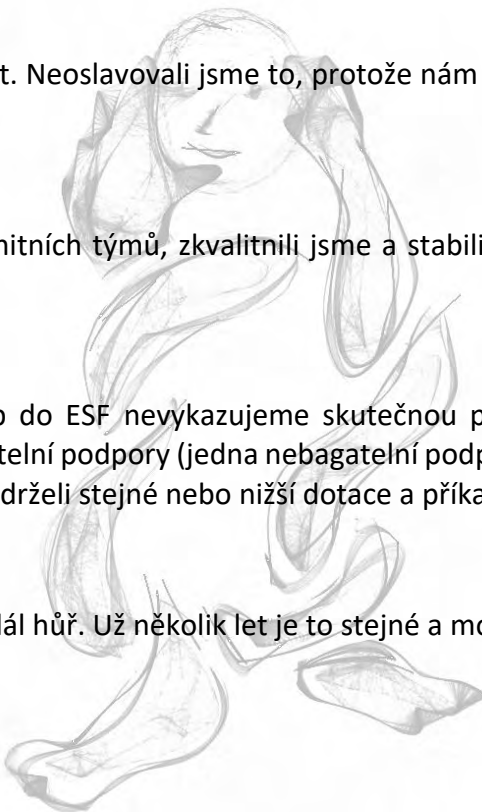 t. Neoslavovali jsme to, protože nám
nitních týmů, zkvalitnili jsme a stabili
o do ESF nevykazujeme skutečnou p
telní podpory (jedna nebagatelní podp
drželi stejné nebo nižší dotace a příka
lál hůř. Už několik let je to stejné a mo